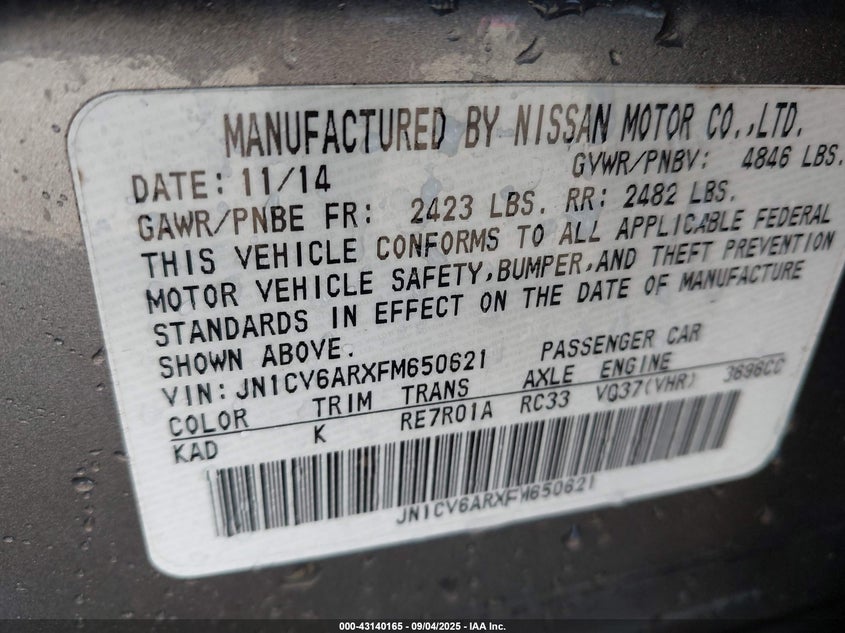 MANUFACTURED BY NISSAN MOTOR CO.,LTD.
DATE: 11/14 GVWR/PNBV: 4846 LBS.
GAWR/PNBE FR: 2423 LBS. RR: 2482 LBS.
THIS VEHICLE CONFORMS TO ALL APPLICABLE FEDERAL
MOTOR VEHICLE SAFETY,BUMPER,AND THEFT PREVENTION
STANDARDS IN EFFECT ON THE DATE OF MANUFACTURE
SHOWN ABOVE.
VIN: JN1CV6ARXFM650621 PASSENGER CAR
COLOR TRIM TRANS AXLE ENGINE
KAD K RE7R01A RC33 VQ37(VHR) 3696CC
JN1CV6ARXFM650621
000-43140165 - 09/04/2025 - IAA Inc.